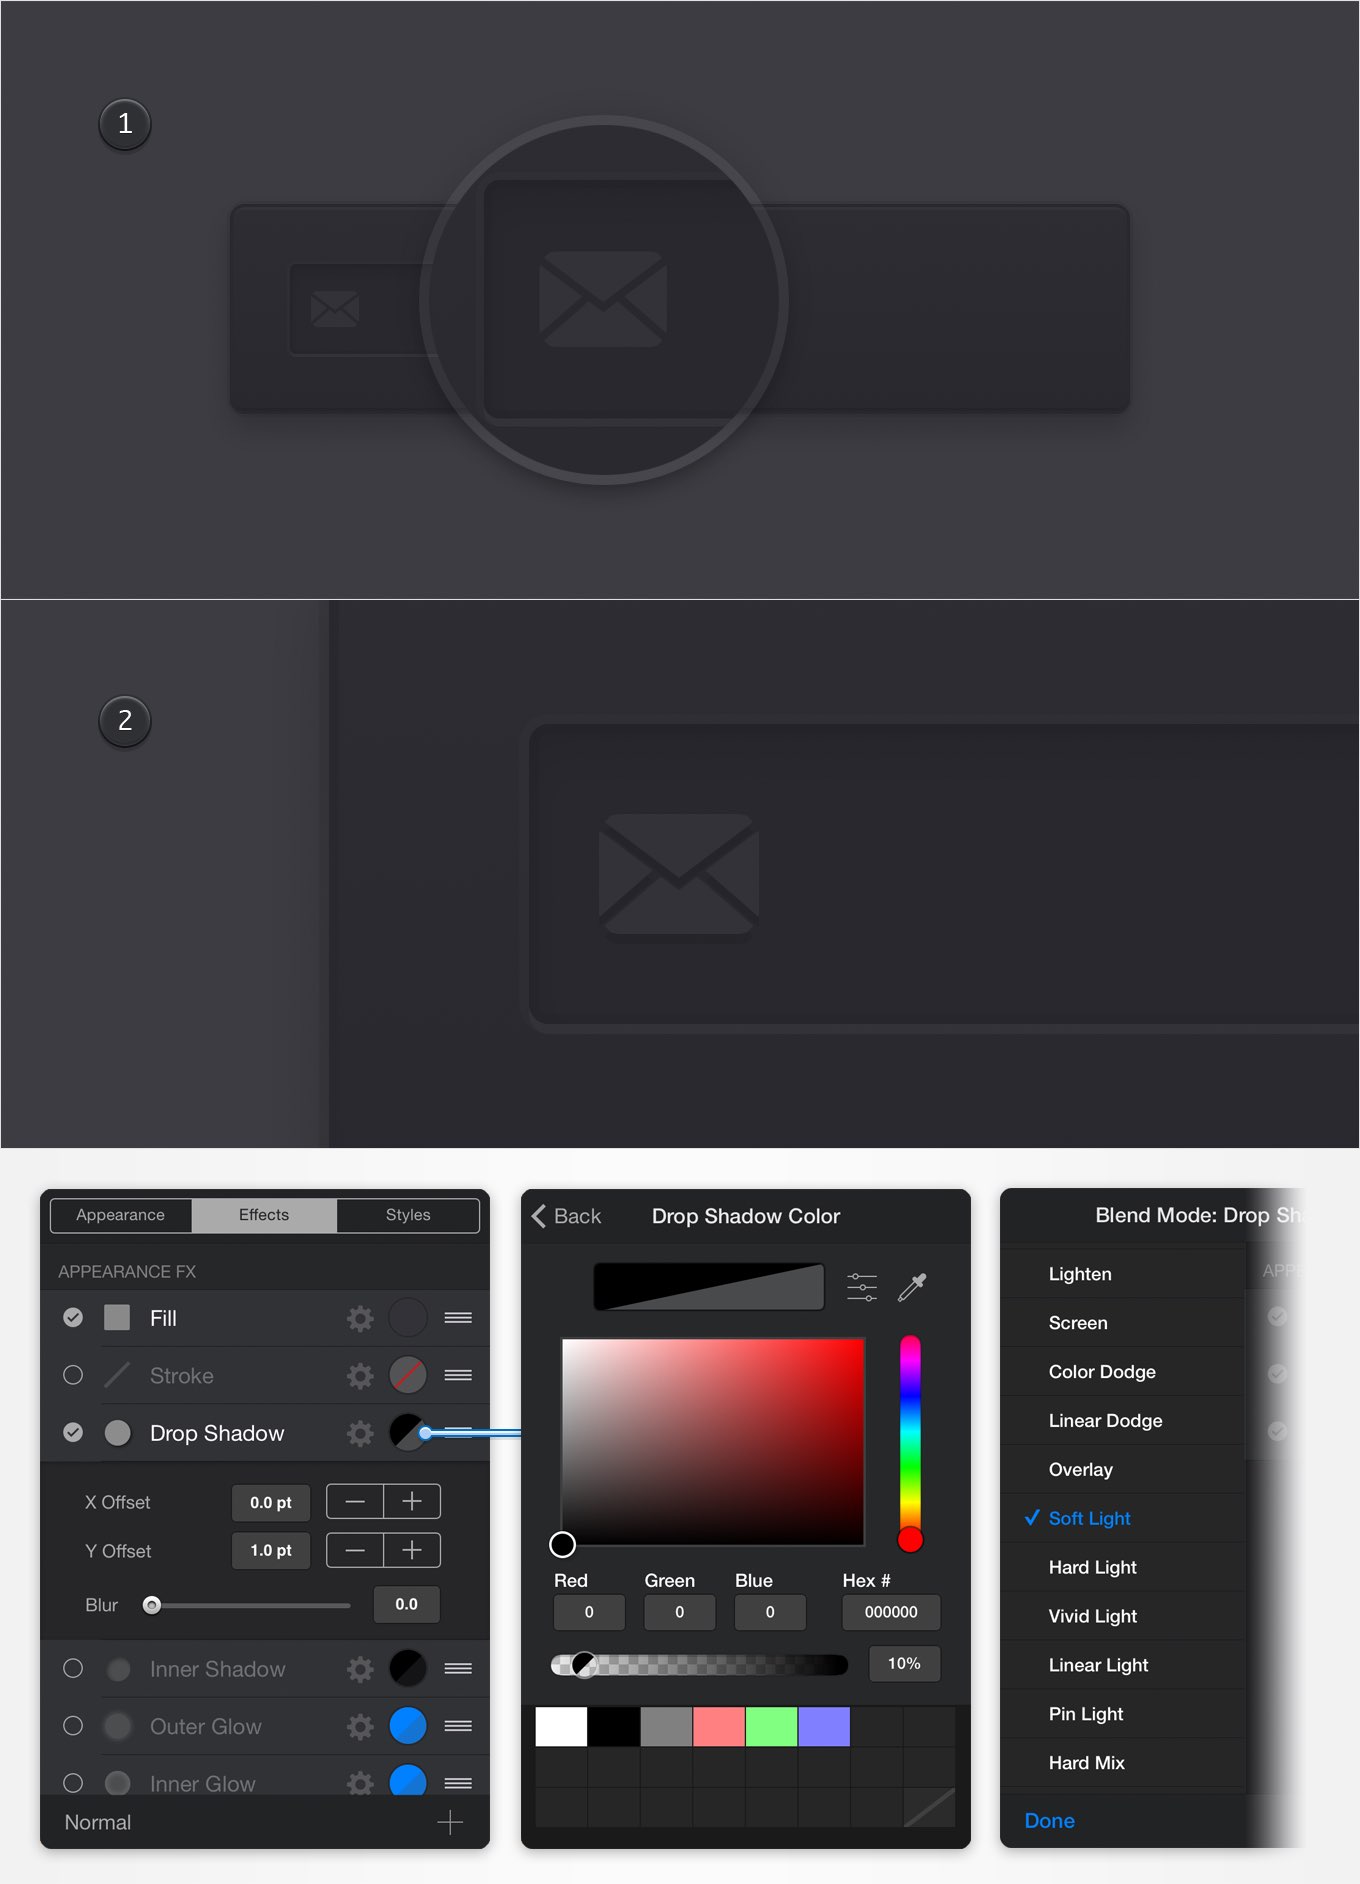 1
2
Appearance Effects Styles
APPEARANCE FX
Fill
Stroke
Drop Shadow
X Offset 0.0 pt
Y Offset 1.0 pt
Blur 0.0
Inner Shadow
Outer Glow
Inner Glow
Normal
Back Drop Shadow Color
Red Green Blue Hex #
0 0 0 000000
10%
Blend Mode: Drop Sha
APPE
Lighten
Screen
Color Dodge
Linear Dodge
Overlay
Soft Light
Hard Light
Vivid Light
Linear Light
Pin Light
Hard Mix
Done